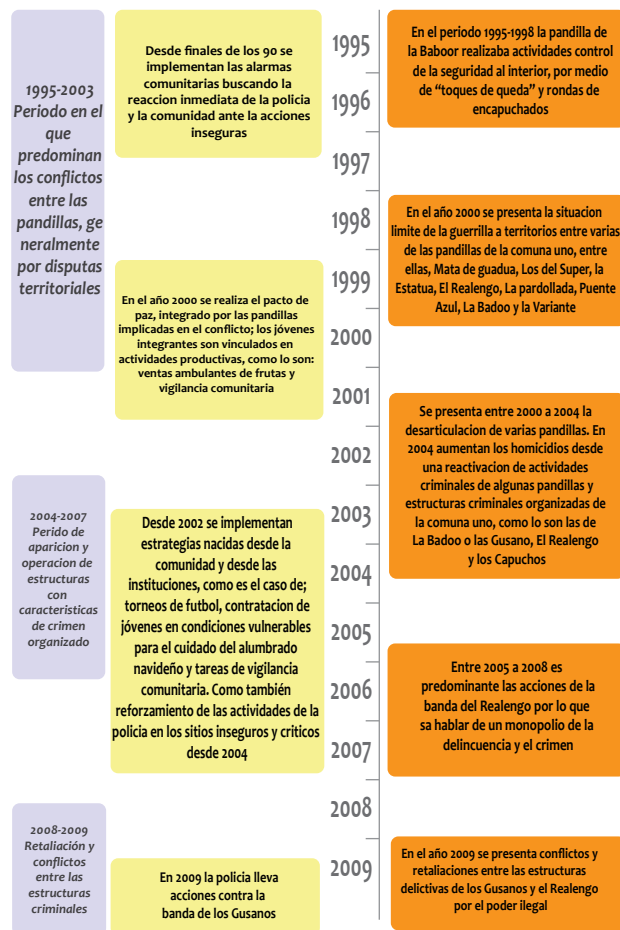 1995-2003
Periodo en el
que
predominan
los conflictos
entre las
pandillas, ge
neralmente
por disputas
territoriales
2004-2007
Perido de
aparicion y
operacion de
estructuras
con
caracteristicas
de crimen
organizado
2008-2009
Retaliación y
conflictos
entre las
estructuras
criminales
Desde finales de los 90 se
implementan las alarmas
comunitarias buscando la
reaccion inmediata de la policia
y la comunidad ante la acciones
inseguras
En el año 2000 se realiza el pacto de
paz, integrado por las pandillas
implicadas en el conflicto; los jóvenes
integrantes son vinculados en
actividades productivas, como lo son:
ventas ambulantes de frutas y
vigilancia comunitaria
Desde 2002 se implementan
estrategias nacidas desde la
comunidad y desde las
instituciones, como es el caso de;
torneos de futbol, contratacion de
jóvenes en condiciones vulnerables
para el cuidado del alumbrado
navideño y tareas de vigilancia
comunitaria. Como también
reforzamiento de las actividades de la
policia en los sitios inseguros y criticos
desde 2004
En 2009 la policia lleva
acciones contra la
banda de los Gusanos
1995
1996
1997
1998
1999
2000
2001
2002
2003
2004
2005
2006
2007
2008
2009
En el periodo 1995-1998 la pandilla de
la Baboor realizaba actividades control
de la seguridad al interior, por medio
de “toques de queda” y rondas de
encapuchados
En el año 2000 se presenta la situacion
limite de la guerrilla a territorios entre varias
de las pandillas de la comuna uno, entre
ellas, Mata de guadua, Los del Super, la
Estatua, El Realengo, La pardollada, Puente
Azul, La Badoo y la Variante
Se presenta entre 2000 a 2004 la
desarticulacion de varias pandillas. En
2004 aumentan los homicidios desde
una reactivacion de actividades
criminales de algunas pandillas y
estructuras criminales organizadas de
la comuna uno, como lo son las de
La Badoo o las Gusano, El Realengo
y los Capuchos
Entre 2005 a 2008 es
predominante las acciones de la
banda del Realengo por lo que
sa hablar de un monopolio de la
delincuencia y el crimen
En el año 2009 se presenta conflictos y
retaliaciones entre las estructuras
delictivas de los Gusanos y el Realengo
por el poder ilegal